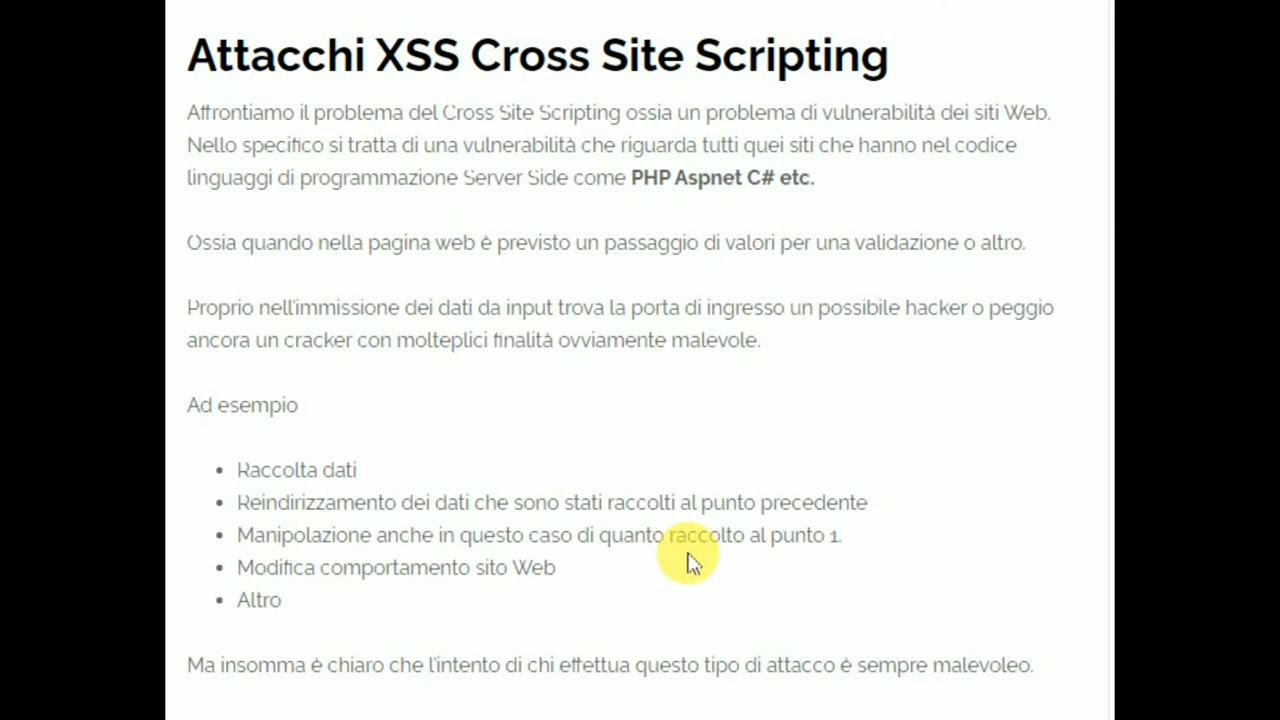 Attacchi XSS Cross Site Scripting
Affrontiamo il problema del Cross Site Scripting ossia un problema di vulnerabilità dei siti Web.
Nello specifico si tratta di una vulnerabilità che riguarda tutti quei siti che hanno nel codice
linguaggi di programmazione Server Side come PHP Aspnet C# etc.
Ossia quando nella pagina web è previsto un passaggio di valori per una validazione o altro.
Proprio nell'immissione dei dati da input trova la porta di ingresso un possibile hacker o peggio
ancora un cracker con molteplici finalità ovviamente malevole.
Ad esempio
• Raccolta dati
• Reindirizzamento dei dati che sono stati raccolti al punto precedente
• Manipolazione anche in questo caso di quanto raccolto al punto 1.
• Modifica comportamento sito Web
• Altro
Ma insomma è chiaro che l'intento di chi effettua questo tipo di attacco è sempre malevoleo.